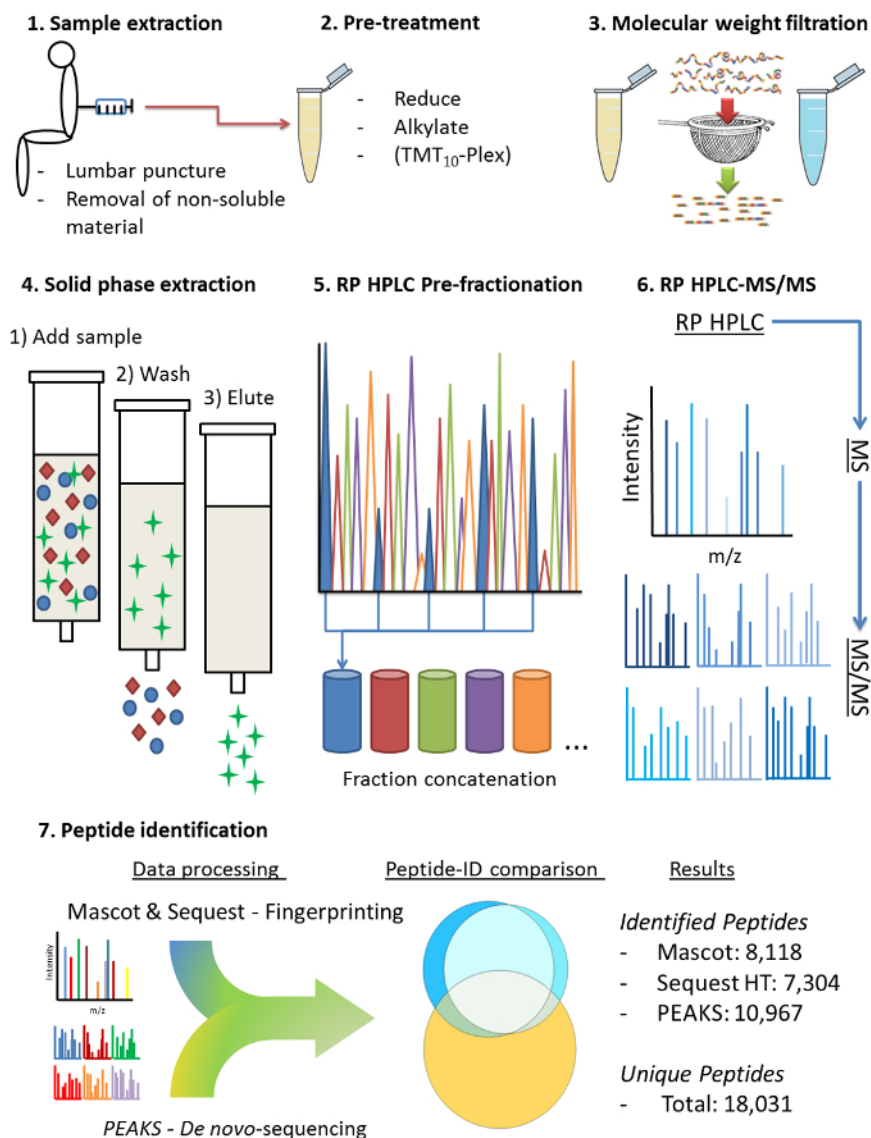 1. Sample extraction
- Lumbar puncture
- Removal of non-soluble
material
2. Pre-treatment
- Reduce
- Alkylate
- (TMT10-Plex)
3. Molecular weight filtration
4. Solid phase extraction
1) Add sample
2) Wash
3) Elute
5. RP HPLC Pre-fractionation
...
Fraction concatenation
6. RP HPLC-MS/MS
RP HPLC
MS
Intensity
m/z
MS/MS
7. Peptide identification
Data processing
Mascot & Sequest - Fingerprinting
Intensity
m/z
PEAKS - De novo-sequencing
Peptide-ID comparison
Results
Identified Peptides
- Mascot: 8,118
- Sequest HT: 7,304
- PEAKS: 10,967
Unique Peptides
- Total: 18,031